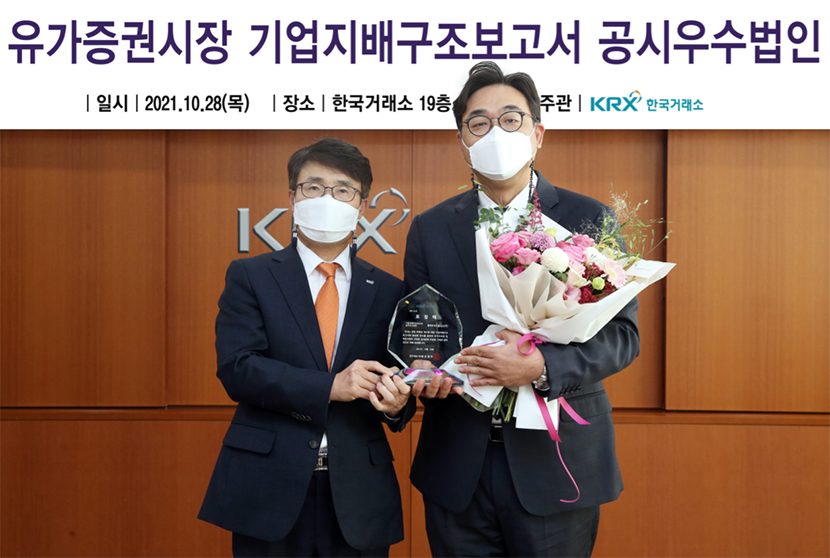 유가증권시장 기업지배구조보고서 공시우수법인
| 일시 | 2021.10.28(목) | 장소 | 한국거래소 19층 주관 | KRX 한국거래소
KRX
표 창 패